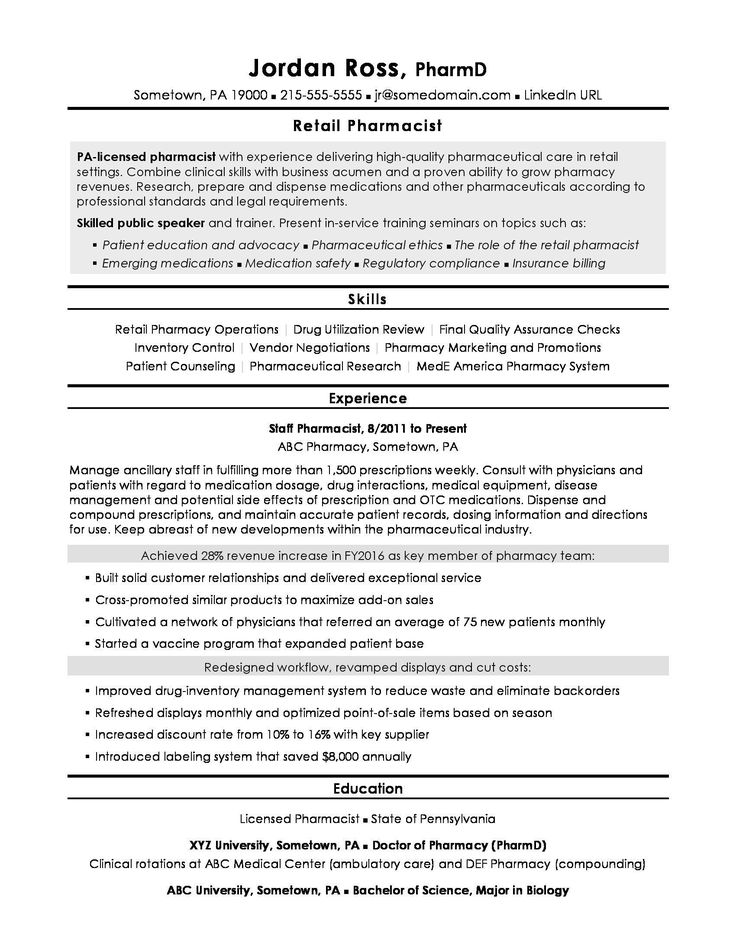 Jordan Ross, PharmD
Sometown, PA 19000 ▪ 215-555-5555 ▪ jr@somedomain.com ▪ LinkedIn URL
Retail Pharmacist
PA-licensed pharmacist with experience delivering high-quality pharmaceutical care in retail
settings. Combine clinical skills with business acumen and a proven ability to grow pharmacy
revenues. Research, prepare and dispense medications and other pharmaceuticals according to
professional standards and legal requirements.
Skilled public speaker and trainer. Present in-service training seminars on topics such as:
▪ Patient education and advocacy ▪ Pharmaceutical ethics ▪ The role of the retail pharmacist
▪ Emerging medications ▪ Medication safety ▪ Regulatory compliance ▪ Insurance billing
Skills
Retail Pharmacy Operations | Drug Utilization Review | Final Quality Assurance Checks
Inventory Control | Vendor Negotiations | Pharmacy Marketing and Promotions
Patient Counseling | Pharmaceutical Research | MedE America Pharmacy System
Experience
Staff Pharmacist, 8/2011 to Present
ABC Pharmacy, Sometown, PA
Manage ancillary staff in fulfilling more than 1,500 prescriptions weekly. Consult with physicians and
patients with regard to medication dosage, drug interactions, medical equipment, disease
management and potential side effects of prescription and OTC medications. Dispense and
compound prescriptions, and maintain accurate patient records, dosing information and directions
for use. Keep abreast of new developments within the pharmaceutical industry.
Achieved 28% revenue increase in FY2016 as key member of pharmacy team:
▪ Built solid customer relationships and delivered exceptional service
▪ Cross-promoted similar products to maximize add-on sales
▪ Cultivated a network of physicians that referred an average of 75 new patients monthly
▪ Started a vaccine program that expanded patient base
Redesigned workflow, revamped displays and cut costs:
▪ Improved drug-inventory management system to reduce waste and eliminate backorders
▪ Refreshed displays monthly and optimized point-of-sale items based on season
▪ Increased discount rate from 10% to 16% with key supplier
▪ Introduced labeling system that saved $8,000 annually
Education
Licensed Pharmacist ▪ State of Pennsylvania
XYZ University, Sometown, PA ▪ Doctor of Pharmacy (PharmD)
Clinical rotations at ABC Medical Center (ambulatory care) and DEF Pharmacy (compounding)
ABC University, Sometown, PA ▪ Bachelor of Science, Major in Biology